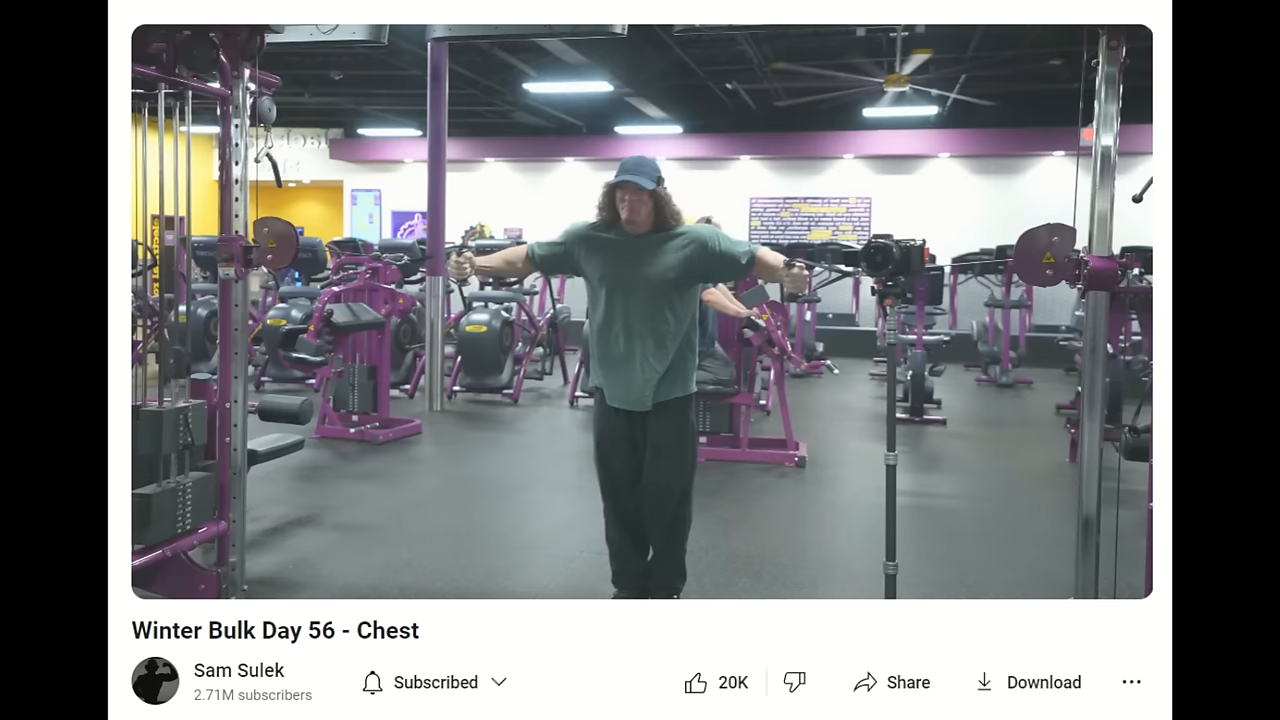 Winter Bulk Day 56 - Chest
Sam Sulek
2.71M subscribers
Subscribed
20K
Share
Download